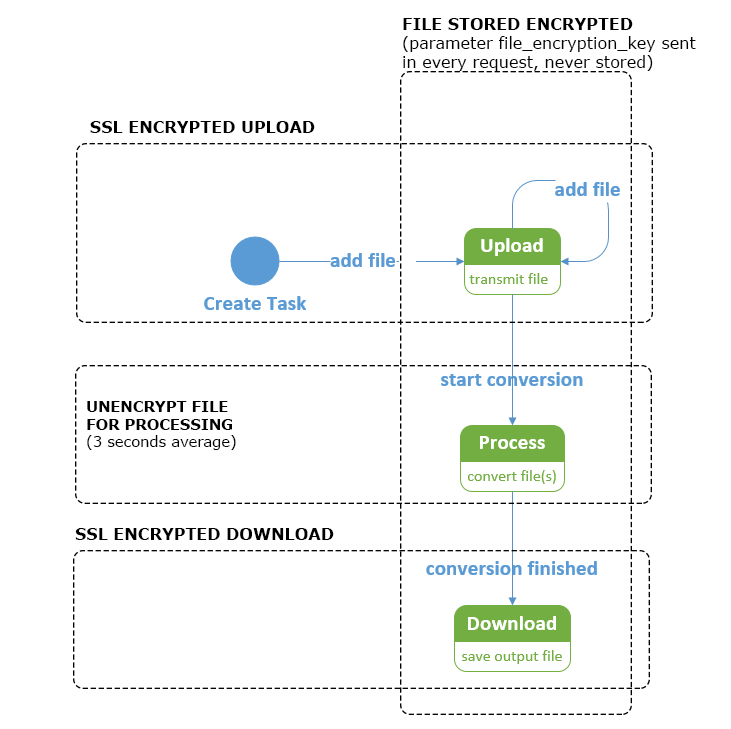 FILE STORED ENCRYPTED
(parameter file_encryption_key sent
in every request, never stored)
SSL ENCRYPTED UPLOAD
add file
Upload
transmit file
add file
Create Task
start conversion
UNENCRYPT FILE
FOR PROCESSING
(3 seconds average)
Process
convert file(s)
SSL ENCRYPTED DOWNLOAD
conversion finished
Download
save output file